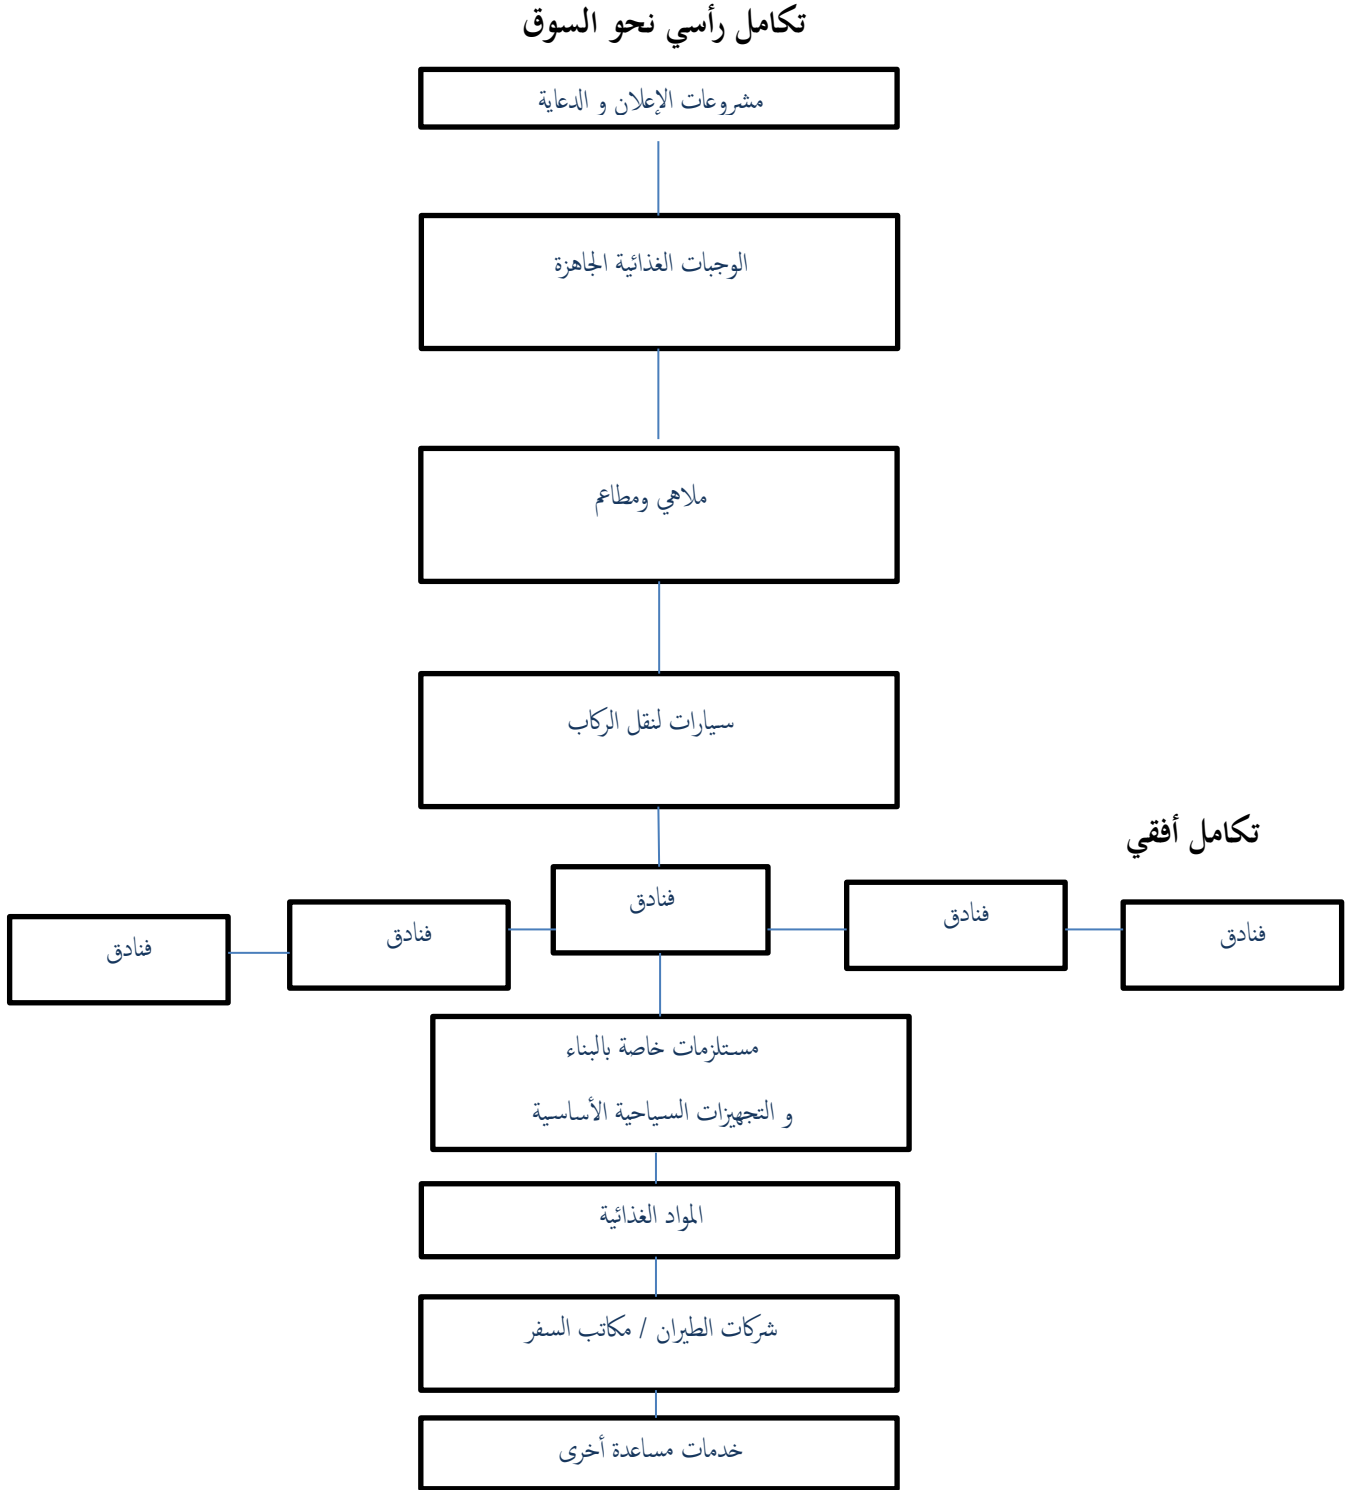 تكامل رأسي نحو السوق
مشروعات الإعلان و الدعاية
الوجبات الغذائية الجاهزة
ملاهي ومطاعم
سيارات لنقل الركاب
تكامل أفقي
فنادق
فنادق
فنادق
فنادق
فنادق
مستلزمات خاصة بالبناء
و التجهيزات السياحية الأساسية
المواد الغذائية
شركات الطيران / مكاتب السفر
خدمات مساعدة أخرى